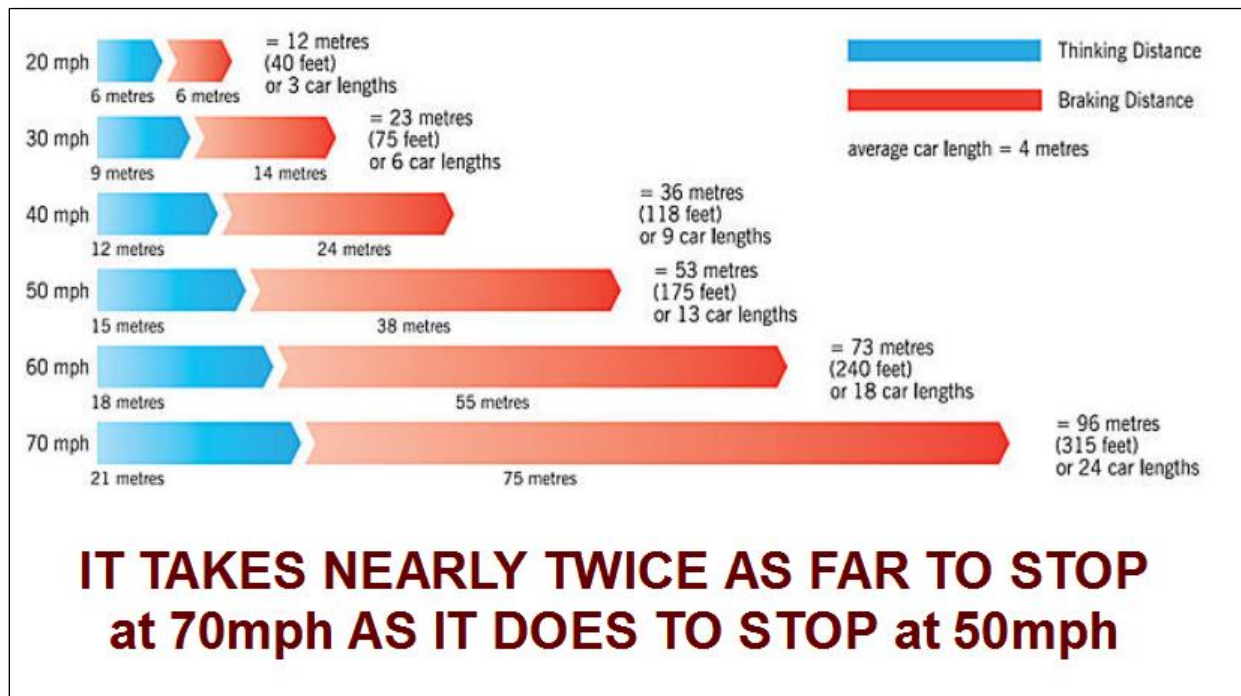 20 mph
6 metres 6 metres
= 12 metres
(40 feet)
or 3 car lengths
Thinking Distance
Braking Distance
average car length = 4 metres
30 mph
9 metres 14 metres
= 23 metres
(75 feet)
or 6 car lengths
40 mph
12 metres 24 metres
= 36 metres
(118 feet)
or 9 car lengths
50 mph
15 metres 38 metres
= 53 metres
(175 feet)
or 13 car lengths
60 mph
18 metres 55 metres
= 73 metres
(240 feet)
or 18 car lengths
70 mph
21 metres 75 metres
= 96 metres
(315 feet)
or 24 car lengths
IT TAKES NEARLY TWICE AS FAR TO STOP
at 70mph AS IT DOES TO STOP at 50mph